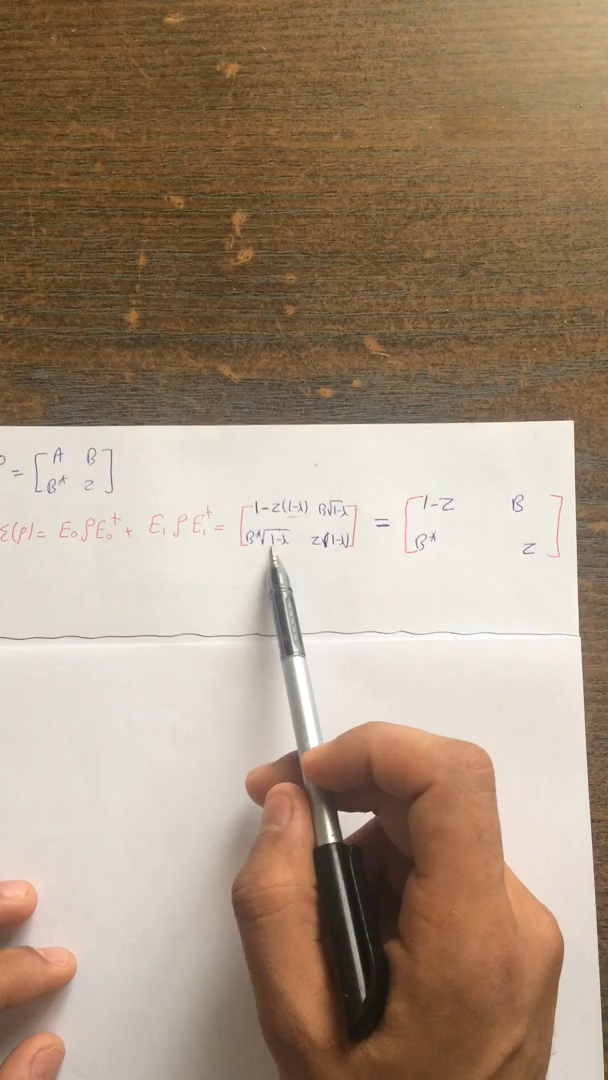 ρ = [ A B ; B* Z ]
ε(ρ) = E₀ρE₀† + E₁ρE₁† = [ 1-Z(1-λ) B√1-λ ; B*√1-λ Z(1-λ) ] = [ 1-Z B ; B* Z ]